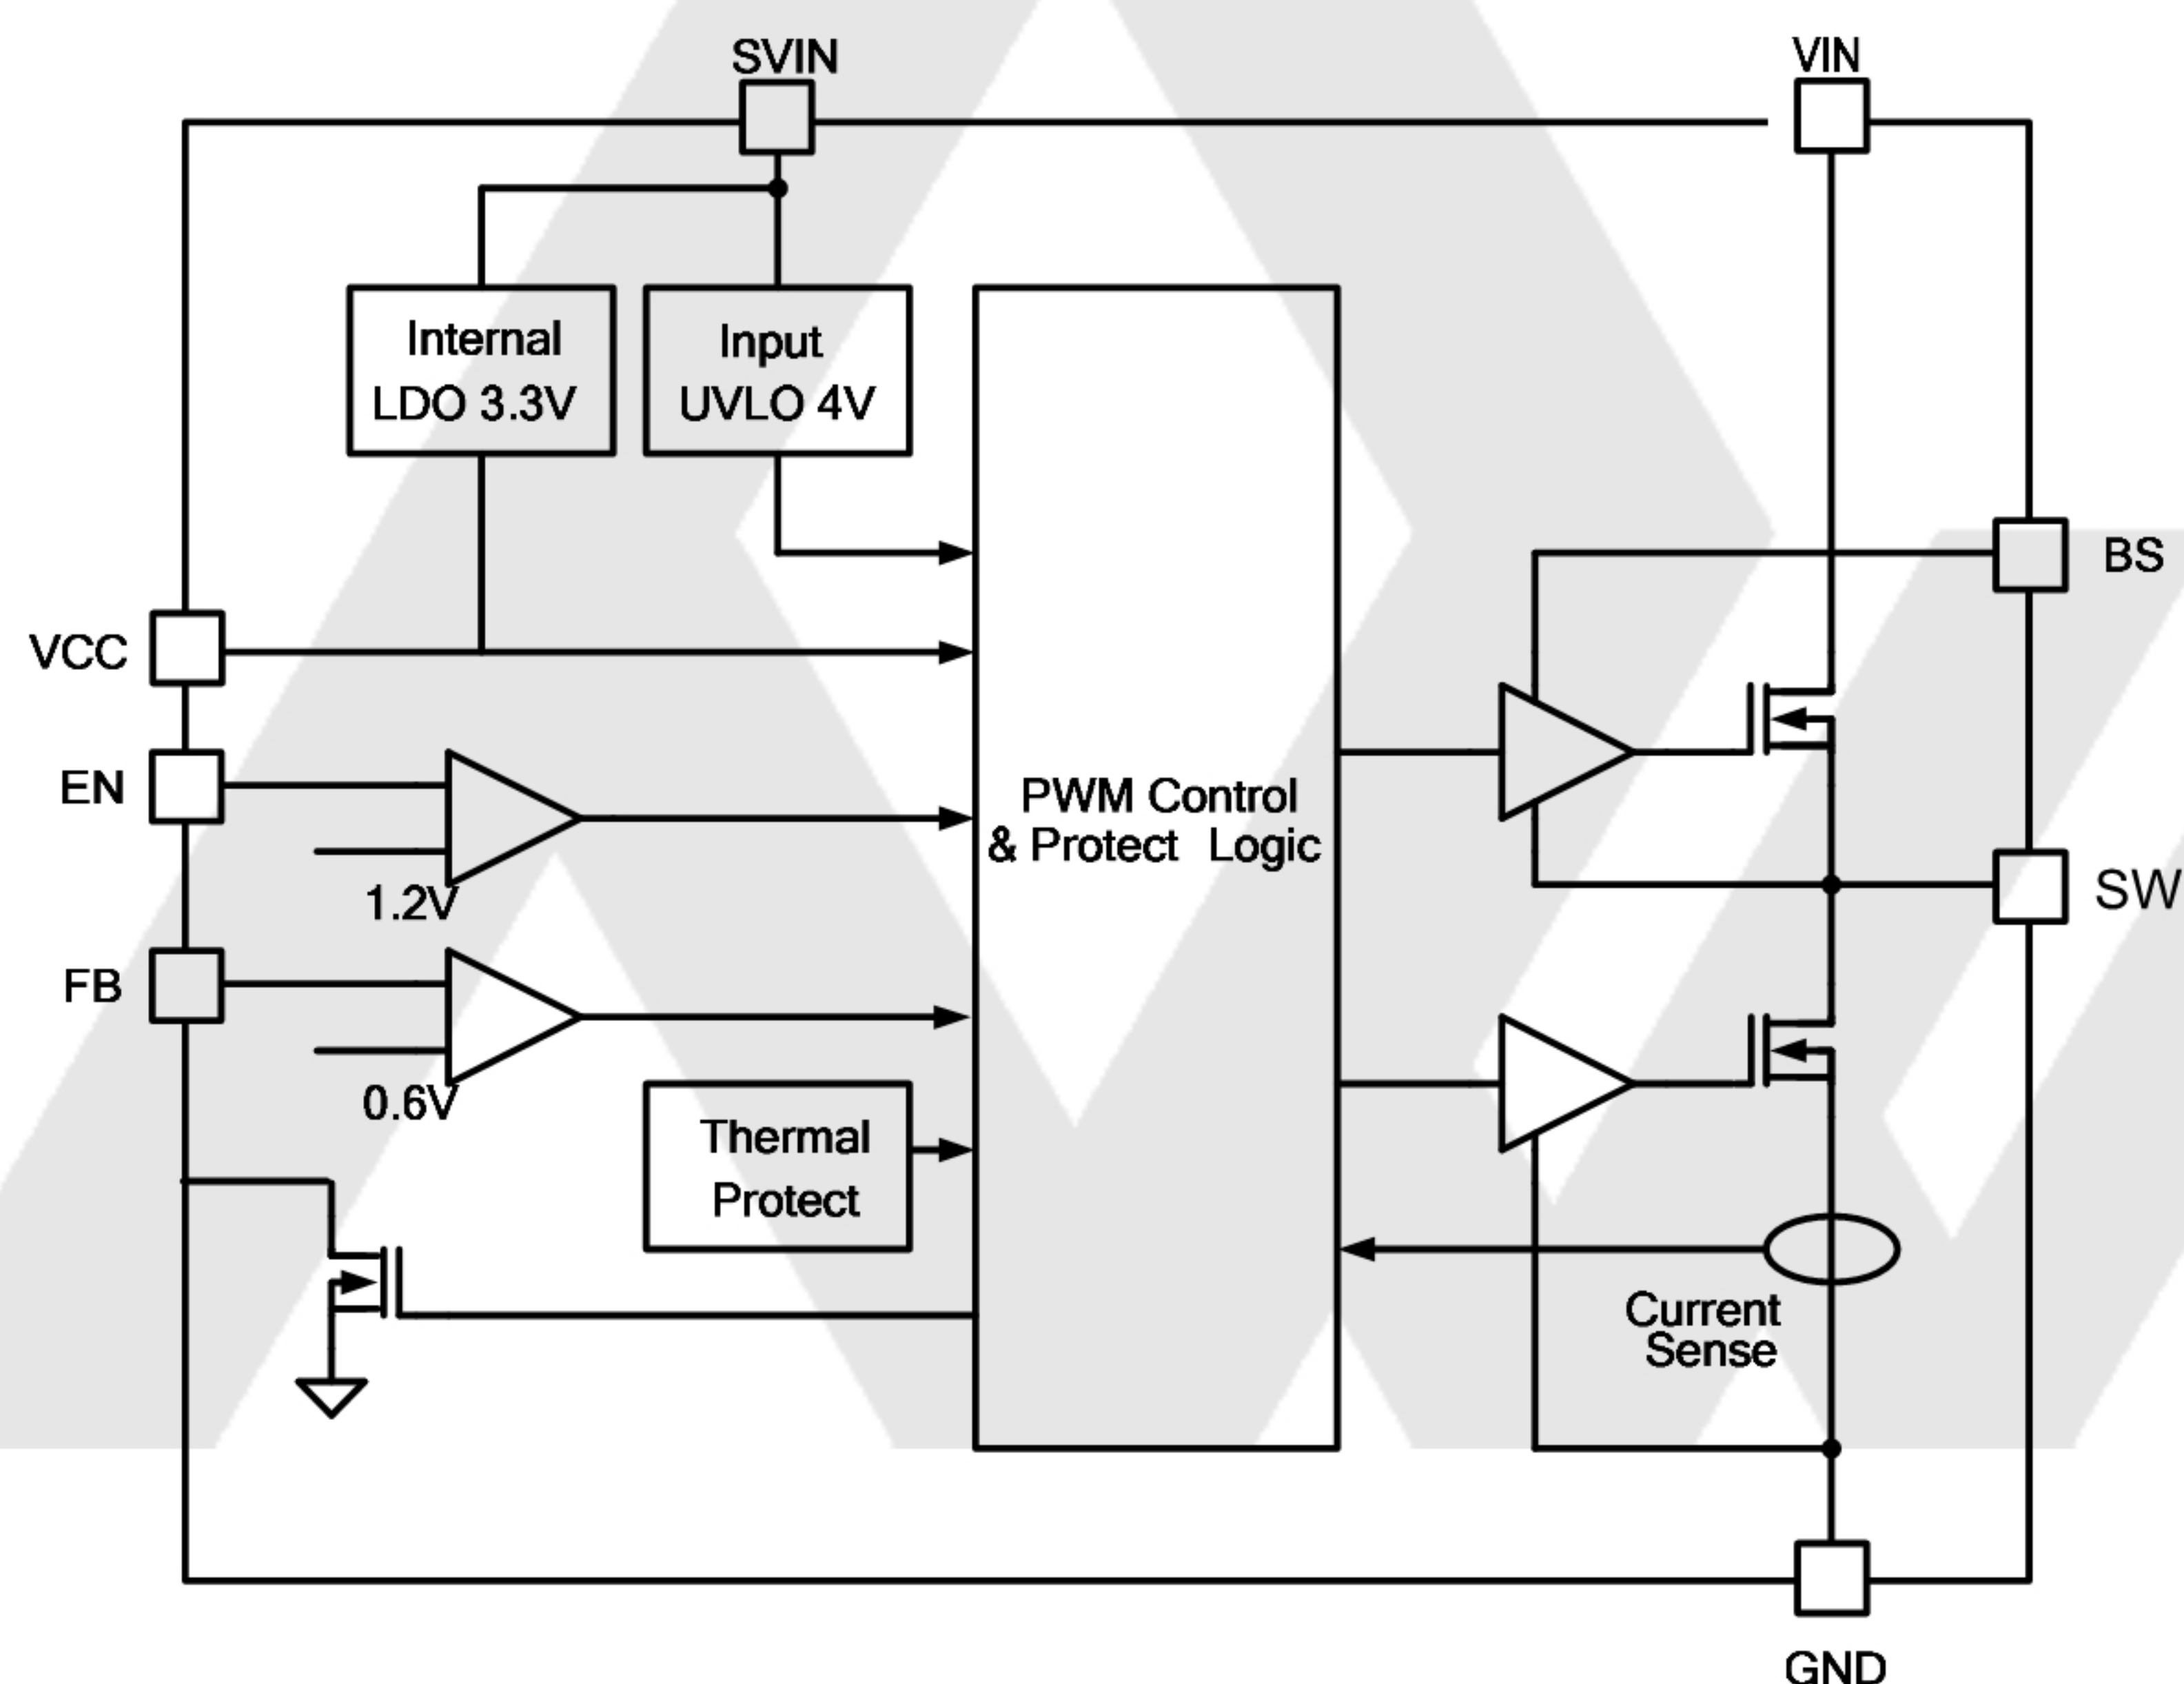 SVIN
VIN
Internal
LDO 3.3V
Input
UVLO 4V
BS
VCC
EN
1.2V
PWM Control
& Protect Logic
SW
FB
0.6V
Thermal
Protect
Current
Sense
GND